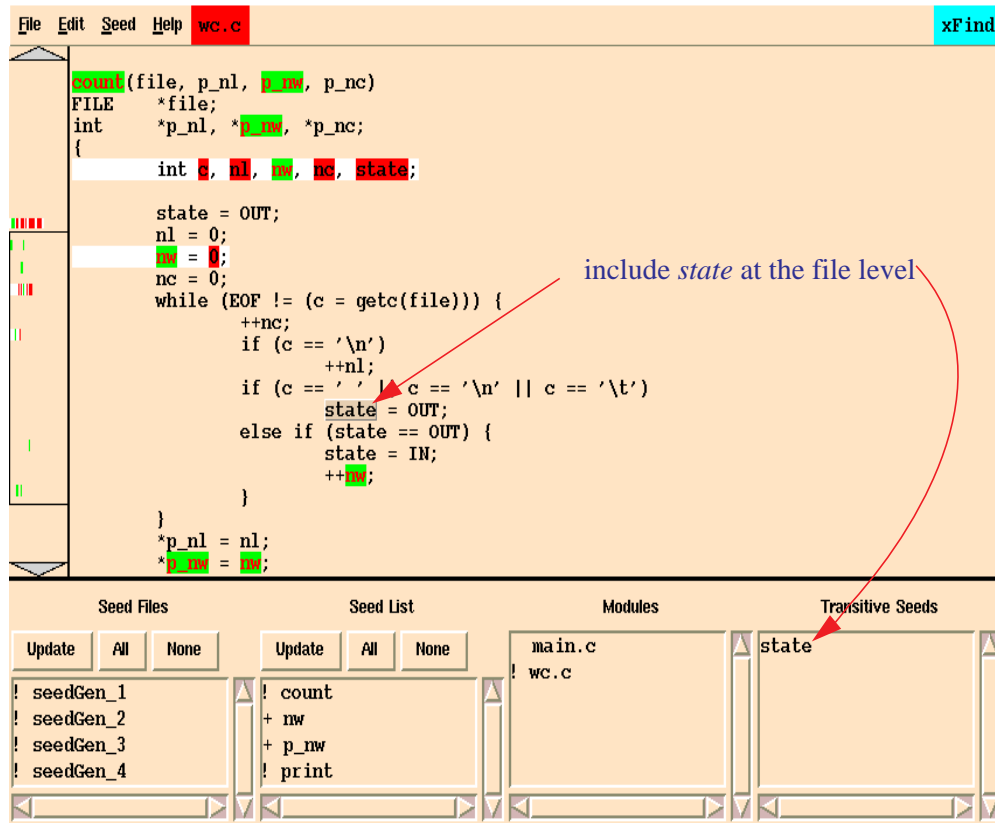 File Edit Seed Help wc.c xFind
count(file, p_nl, p_nw, p_nc)
FILE *file;
int *p_nl, *p_nw, *p_nc;
{
int c, nl, nw, nc, state;
state = OUT;
nl = 0;
nw = 0;
nc = 0;
include state at the file level
while (EOF != (c = getc(file))) {
++nc;
if (c == '\n')
++nl;
if (c == ' ' || c == '\n' || c == '\t')
state = OUT;
else if (state == OUT) {
state = IN;
++nw;
}
}
*p_nl = nl;
*p_nw = nw;
Seed Files Seed List Modules Transitive Seeds
Update All None Update All None main.c state
! wc.c
! seedGen_1 ! count
! seedGen_2 + nw
! seedGen_3 + p_nw
! seedGen_4 ! print